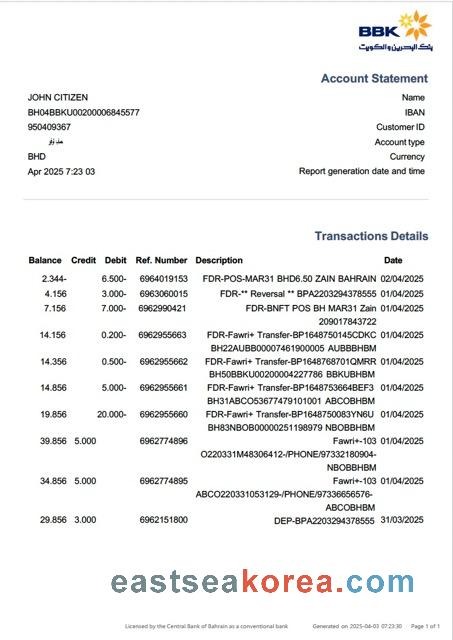 BBK
بنك البحرين والكويت
Account Statement
JOHN CITIZEN Name
BH04BBKU00200006845577 IBAN
950409367 Customer ID
Account type
BHD Currency
Apr 2025 7:23 03 Report generation date and time
Transactions Details
Balance Credit Debit Ref. Number Description Date
2.344- 6.500- 6964019153 FDR-POS-MAR31 BHD6.50 ZAIN BAHRAIN 02/04/2025
4.156 3.000- 6963060015 FDR-** Reversal ** BPA2203294378555 01/04/2025
7.156 7.000- 6962990421 FDR-BNFT POS BH MAR31 Zain 01/04/2025
209017843722
14.156 0.200- 6962955663 FDR-Fawri+ Transfer-BP1648750145CDKC 01/04/2025
BH22AUBB00007461900005 AUBBBHBM
14.356 0.500- 6962955662 FDR-Fawri+ Transfer-BP1648768701QMRR 01/04/2025
BH50BBKU00200004227786 BBKUBHBM
14.856 5.000- 6962955661 FDR-Fawri+ Transfer-BP1648753664BEF3 01/04/2025
BH31ABCO53677479101001 ABCOBHBM
19.856 20.000- 6962955660 FDR-Fawri+ Transfer-BP1648750083YN6U 01/04/2025
BH83NBOB00000251198979 NBOBBHBM
39.856 5.000 6962774896 Fawri+-103 01/04/2025
O220331M48306412-/PHONE/97332180904-
NBOBBHBM
34.856 5.000 6962774895 Fawri+-103 01/04/2025
ABCO220331053129-/PHONE/97336656576-
ABCOBHBM
29.856 3.000 6962151800 DEP-BPA2203294378555 31/03/2025
eastseakorea.com
Licensed by the Central Bank of Bahrain as a conventional bank Generated on 2025-04-03 07:23:30 Page 1 of 1